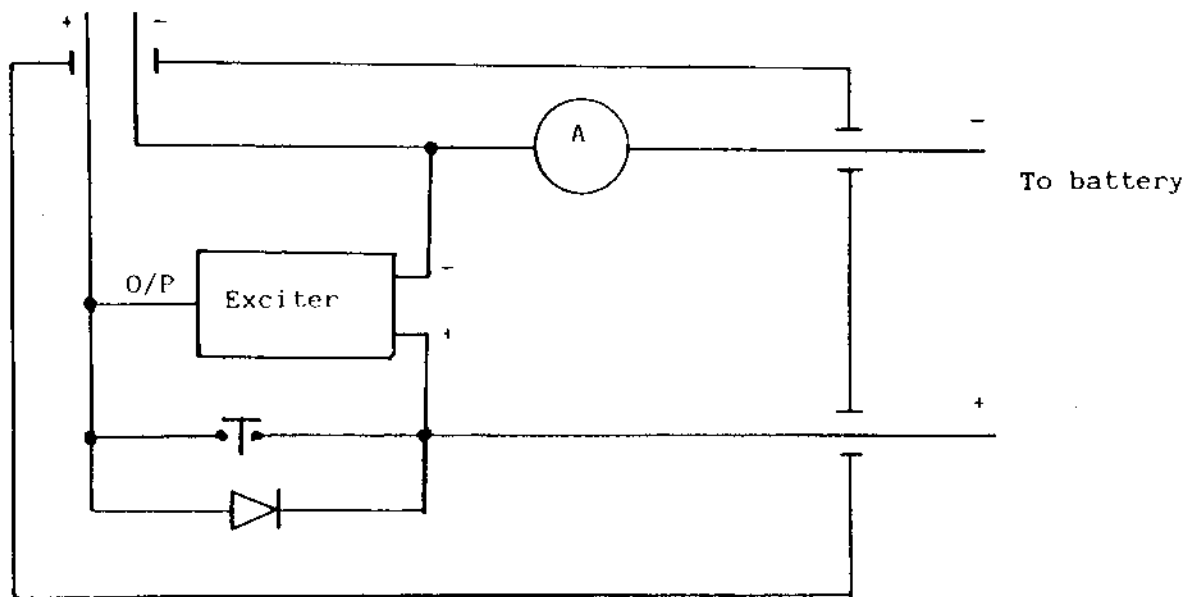 + -
A
-
To battery
O/P
Exciter
-
+
+